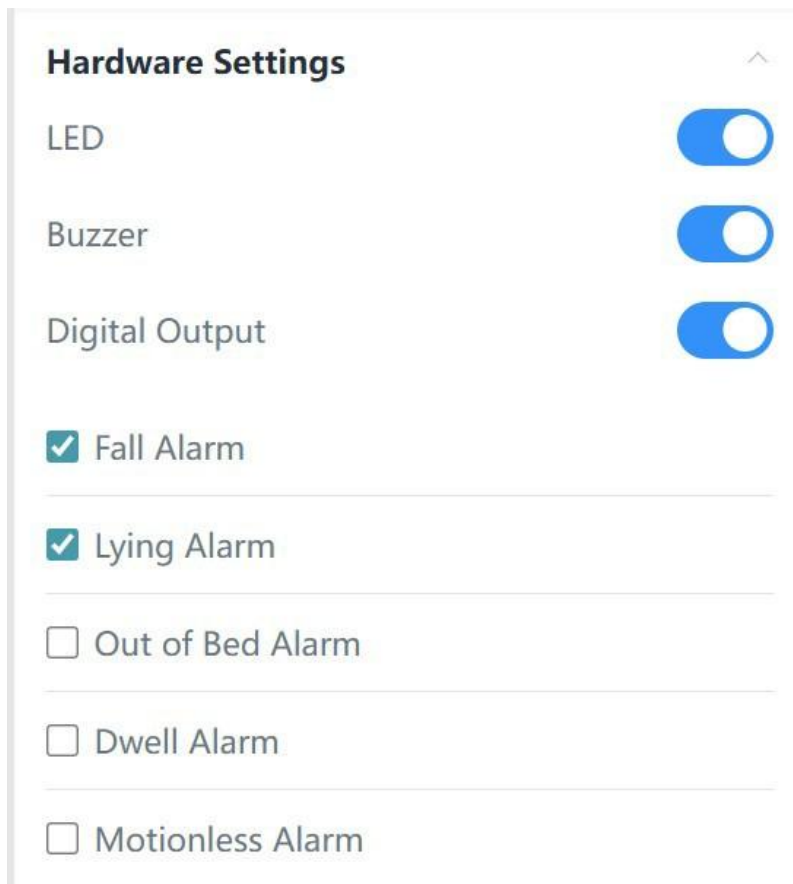 Hardware Settings
LED
Buzzer
Digital Output
Fall Alarm
Lying Alarm
Out of Bed Alarm
Dwell Alarm
Motionless Alarm